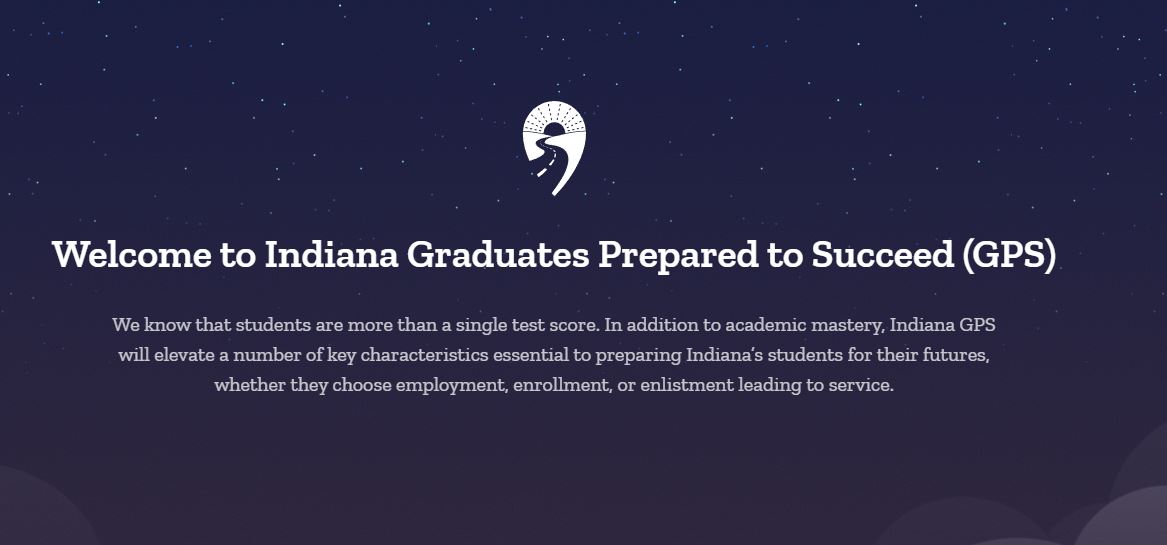 Welcome to Indiana Graduates Prepared to Succeed (GPS)
We know that students are more than a single test score. In addition to academic mastery, Indiana GPS
will elevate a number of key characteristics essential to preparing Indiana’s students for their futures,
whether they choose employment, enrollment, or enlistment leading to service.